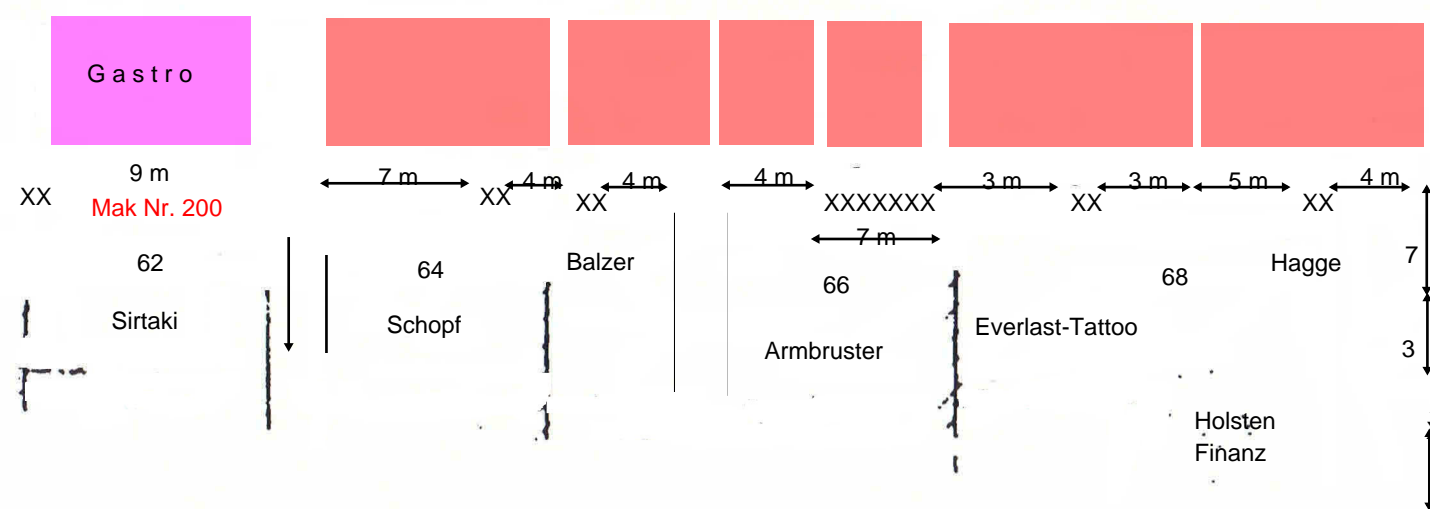 G a s t r o
9 m
7 m
4 m
4 m
4 m
3 m
3 m
5 m
4 m
XX
Mak Nr. 200
XX
XX
XXXXXXX
XX
XX
7 m
62
64
Balzer
66
68
Hagge
7
Sirtaki
Schopf
Armbruster
Everlast-Tattoo
3
Holsten
Finanz